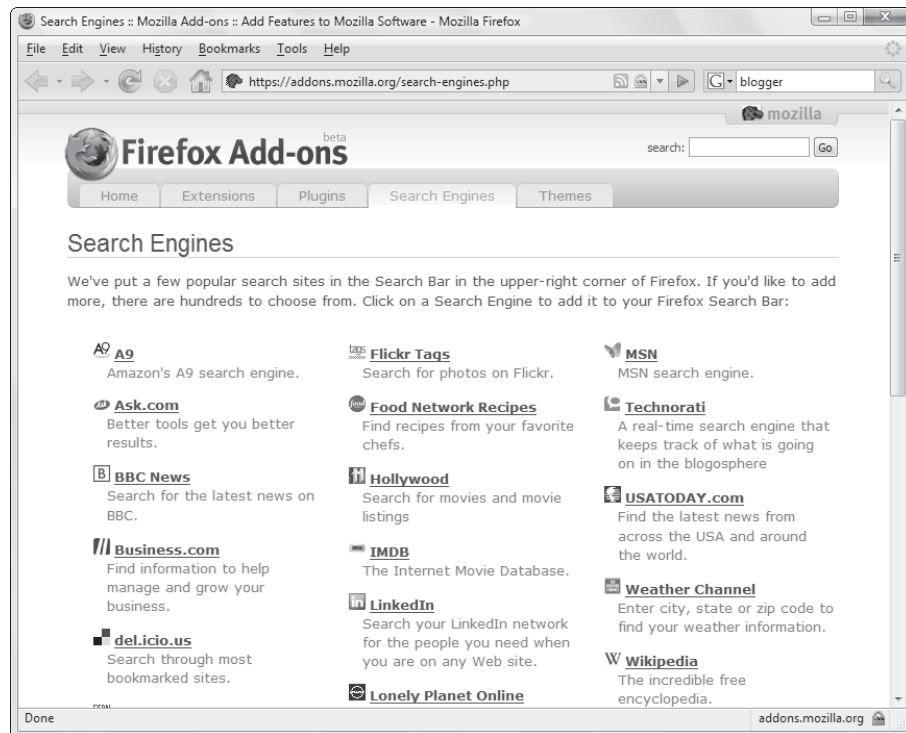 Search Engines :: Mozilla Add-ons :: Add Features to Mozilla Software - Mozilla Firefox
File Edit View History Bookmarks Tools Help
https://addons.mozilla.org/search-engines.php
G blogger
mozilla
Firefox Add-ons beta
search: Go
Home Extensions Plugins Search Engines Themes
Search Engines
We've put a few popular search sites in the Search Bar in the upper-right corner of Firefox. If you'd like to add
more, there are hundreds to choose from. Click on a Search Engine to add it to your Firefox Search Bar:
A9 A9
Amazon's A9 search engine.
Ask.com
Better tools get you better
results.
B BBC News
Search for the latest news on
BBC.
Business.com
Find information to help
manage and grow your
business.
del.icio.us
Search through most
bookmarked sites.
tags Flickr Tags
Search for photos on Flickr.
food Food Network Recipes
Find recipes from your favorite
chefs.
Hollywood
Search for movies and movie
listings
IMDB
The Internet Movie Database.
in LinkedIn
Search your LinkedIn network
for the people you need when
you are on any Web site.
Lonely Planet Online
MSN
MSN search engine.
Technorati
A real-time search engine that
keeps track of what is going
on in the blogosphere
USATODAY.com
Find the latest news from
across the USA and around
the world.
Weather Channel
Enter city, state or zip code to
find your weather information.
W Wikipedia
The incredible free
encyclopedia.
Done
addons.mozilla.org